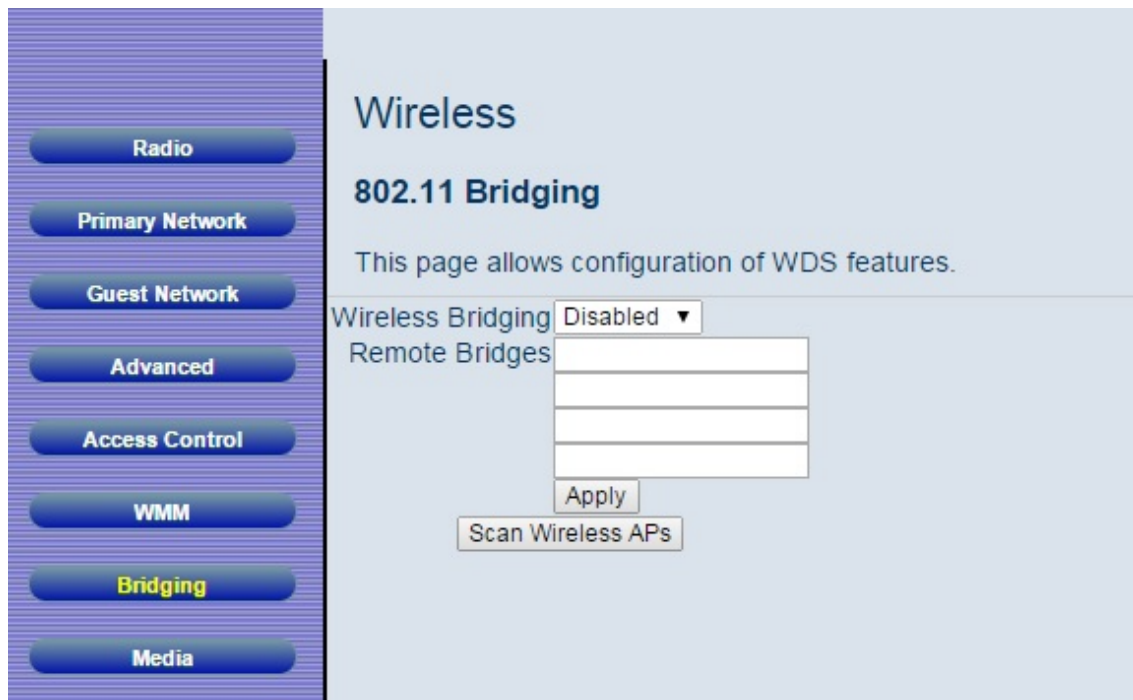 Radio
Primary Network
Guest Network
Advanced
Access Control
WMM
Bridging
Media
Wireless
802.11 Bridging
This page allows configuration of WDS features.
Wireless Bridging Disabled ▼
Remote Bridges
Apply
Scan Wireless APs